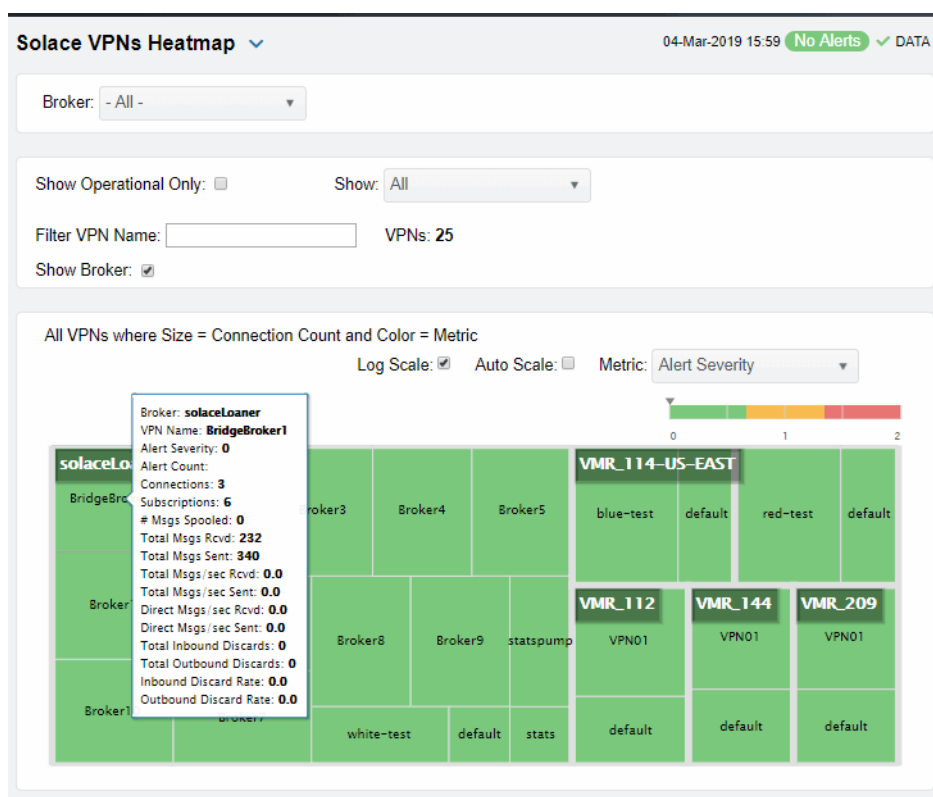 Solace VPNs Heatmap 04-Mar-2019 15:59 No Alerts DATA
Broker: - All -
Show Operational Only: Show: All
Filter VPN Name: VPNs: 25
Show Broker:
All VPNs where Size = Connection Count and Color = Metric
Log Scale: Auto Scale: Metric: Alert Severity
0 1 2
Broker: solaceLoaner
VPN Name: BridgeBroker1
Alert Severity: 0
Alert Count:
Connections: 3
Subscriptions: 6
# Msgs Spooled: 0
Total Msgs Rcvd: 232
Total Msgs Sent: 340
Total Msgs/sec Rcvd: 0.0
Total Msgs/sec Sent: 0.0
Direct Msgs/sec Rcvd: 0.0
Direct Msgs/sec Sent: 0.0
Total Inbound Discards: 0
Total Outbound Discards: 0
Inbound Discard Rate: 0.0
Outbound Discard Rate: 0.0
solaceLo VMR_114-US-EAST
BridgeBro roker3 Broker4 Broker5 blue-test default red-test default
VMR_112 VMR_144 VMR_209
Broker Broker8 Broker9 statspump VPN01 VPN01 VPN01
Broker1 Broker7 white-test default stats default default default